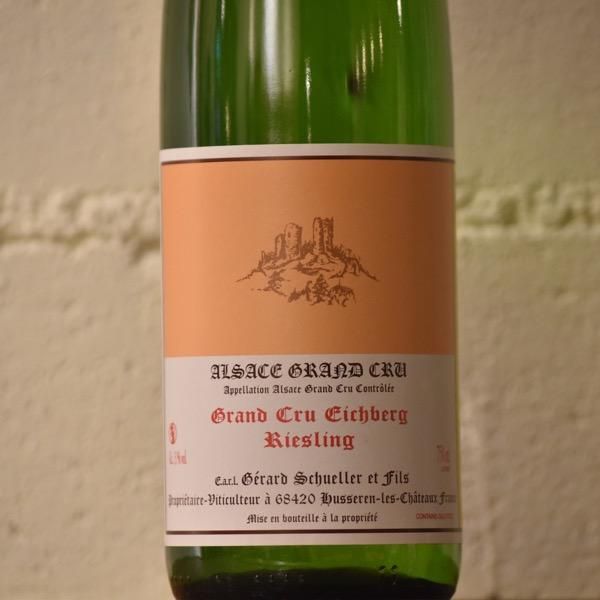 ALSACE GRAND CRU
Appellation Alsace Grand Cru Contrôlée
Grand Cru Eichberg
Riesling
E.a.r.l. Gérard Schueller et Fils
Propriétaire-Viticulteur à 68420 Husseren-les-Châteaux
Mise en bouteille à la propriété
CONTAINS